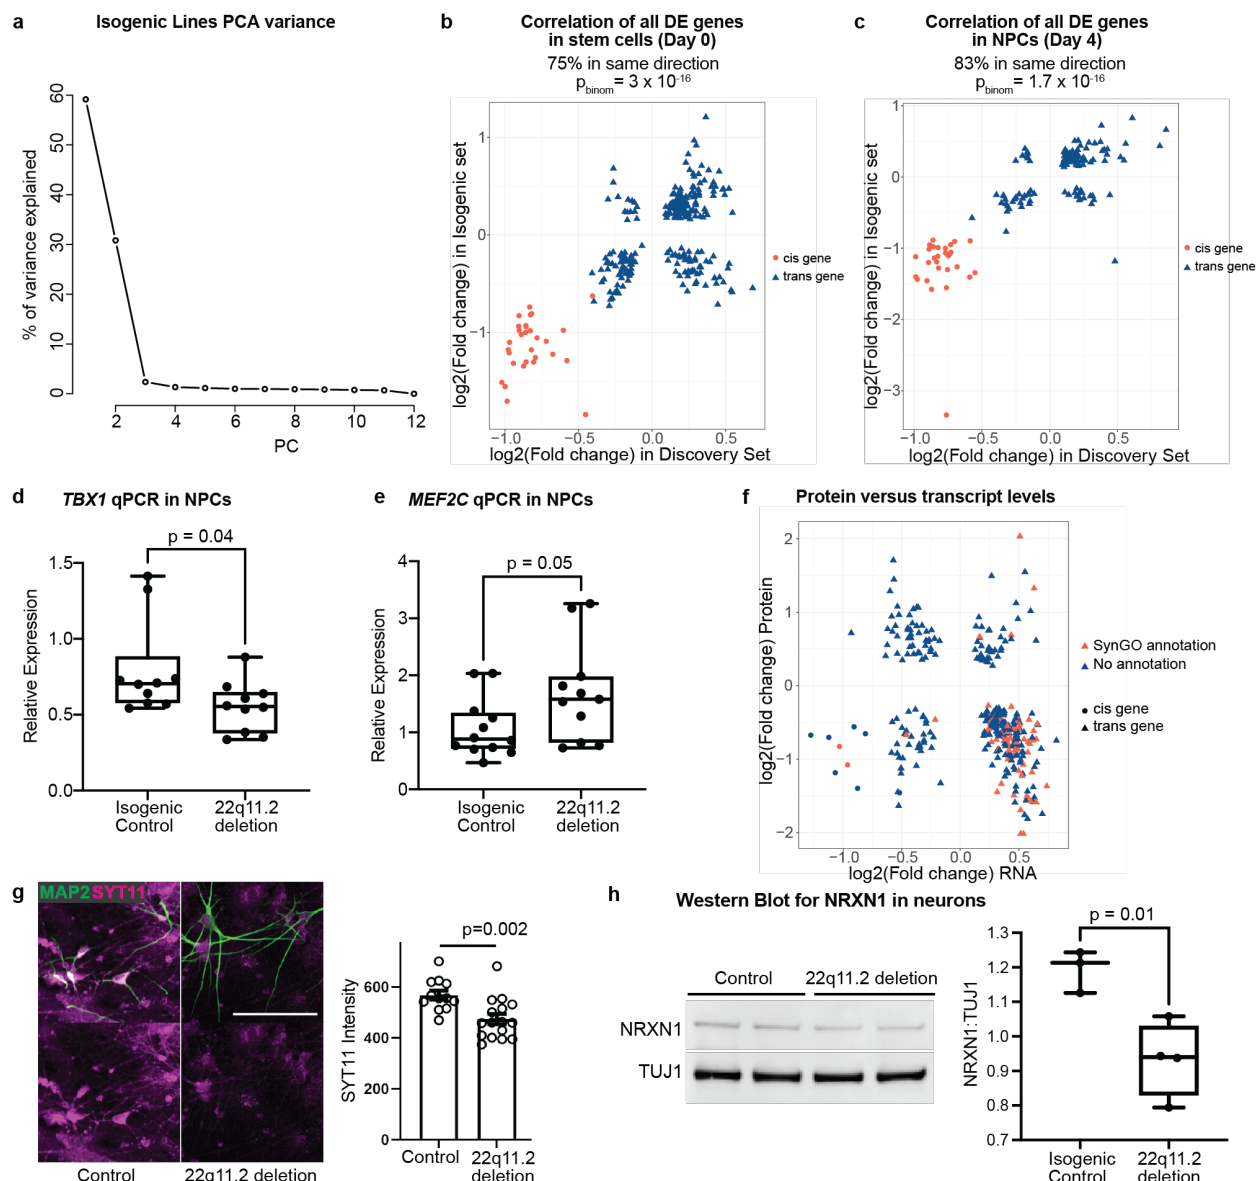 a
Isogenic Lines PCA variance
% of variance explained
60
50
40
30
20
10
0
2
4
6
8
10
12
PC
b
Correlation of all DE genes
in stem cells (Day 0)
75% in same direction
pbinom= 3 x 10-16
log2(Fold change) in Isogenic set
1
0
−1
−1.0
−0.5
0.0
0.5
log2(Fold change) in Discovery Set
cis gene
trans gene
c
Correlation of all DE genes
in NPCs (Day 4)
83% in same direction
pbinom= 1.7 x 10-16
log2(Fold change) in Isogenic set
1
0
−1
−2
−3
−1.0
−0.5
0.0
0.5
log2(Fold change) in Discovery Set
cis gene
trans gene
d
TBX1 qPCR in NPCs
p = 0.04
Relative Expression
1.5
1.0
0.5
0.0
Isogenic
Control
22q11.2
deletion
e
MEF2C qPCR in NPCs
p = 0.05
Relative Expression
4
3
2
1
0
Isogenic
Control
22q11.2
deletion
f
Protein versus transcript levels
log2(Fold change) Protein
2
1
0
−1
−2
−1.0
−0.5
0.0
0.5
log2(Fold change) RNA
SynGO annotation
No annotation
cis gene
trans gene
g
MAP2SYT11
Control
22q11.2 deletion
p=0.002
SYT11 Intensity
600
400
200
0
Control
22q11.2
deletion
h
Western Blot for NRXN1 in neurons
Control
22q11.2 deletion
NRXN1
TUJ1
p = 0.01
NRXN1:TUJ1
1.3
1.2
1.1
1.0
0.9
0.8
0.7
Isogenic
Control
22q11.2
deletion